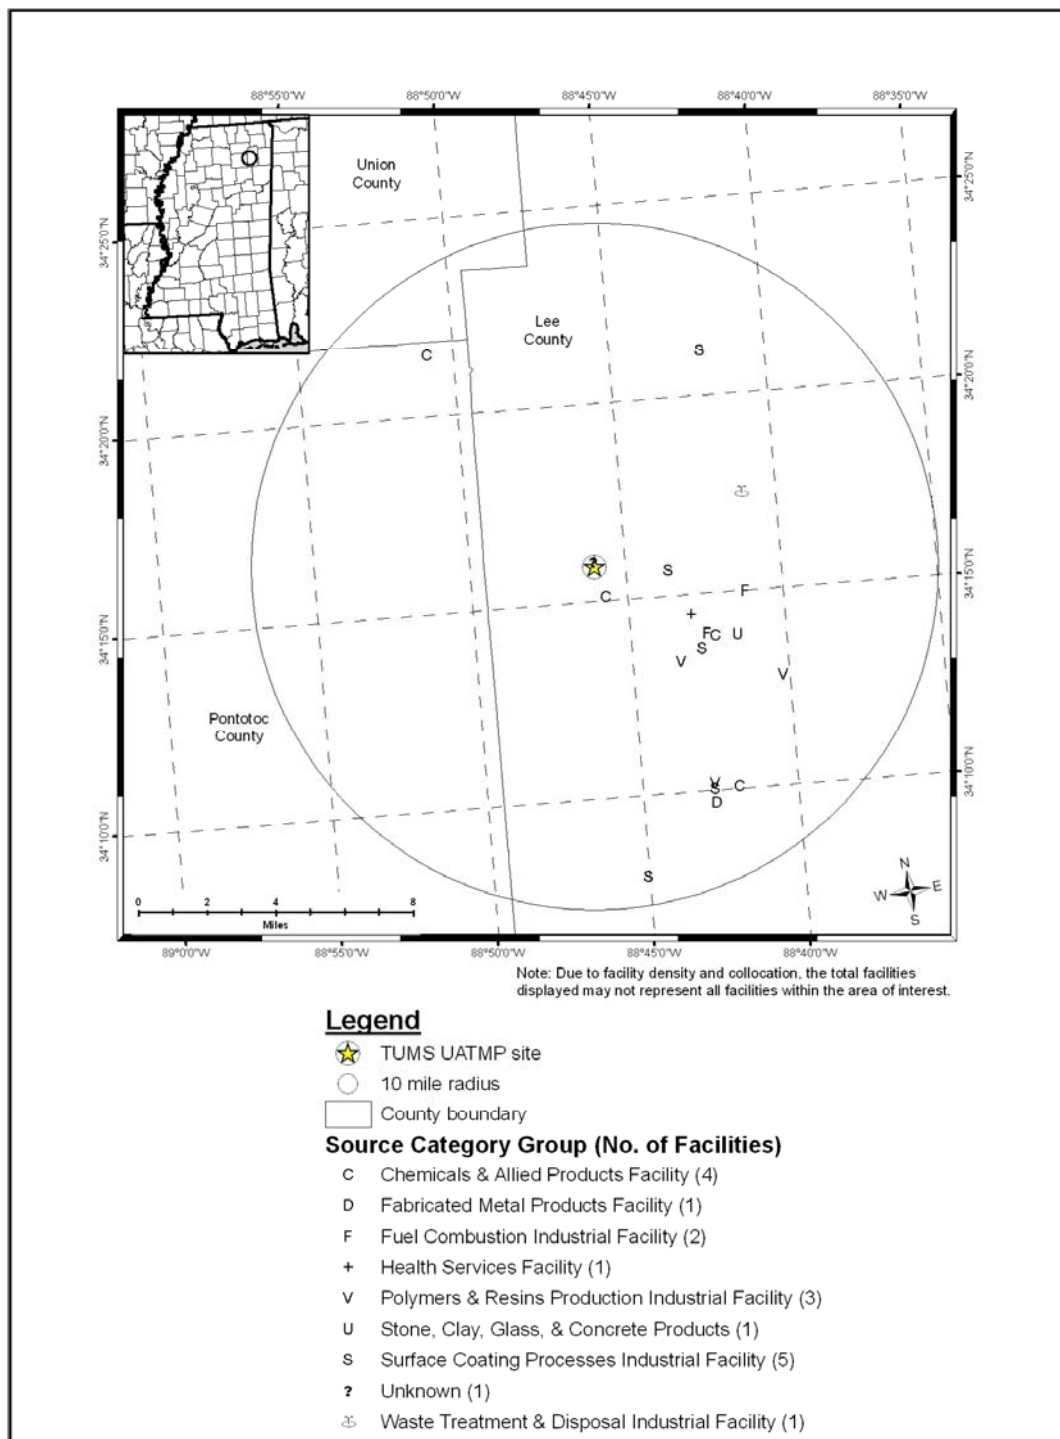 88°55'0"W 88°50'0"W 88°45'0"W 88°40'0"W 88°35'0"W
Union
County
34°25'0"N
34°25'0"N
Lee
County
S
C
34°20'0"N
34°20'0"N
S
C
F
34°15'0"N
+
F
C
U
34°15'0"N
S
V
V
Pontotoc
County
34°10'0"N
V
S
C
D
34°10'0"N
S
N
W E
S
0 2 4 6 8
Miles
89°0'0"W 88°55'0"W 88°50'0"W 88°45'0"W 88°40'0"W
Note: Due to facility density and collocation, the total facilities
displayed may not represent all facilities within the area of interest.
Legend
TUMS UATMP site
10 mile radius
County boundary
Source Category Group (No. of Facilities)
C Chemicals & Allied Products Facility (4)
D Fabricated Metal Products Facility (1)
F Fuel Combustion Industrial Facility (2)
+ Health Services Facility (1)
V Polymers & Resins Production Industrial Facility (3)
U Stone, Clay, Glass, & Concrete Products (1)
S Surface Coating Processes Industrial Facility (5)
? Unknown (1)
Waste Treatment & Disposal Industrial Facility (1)